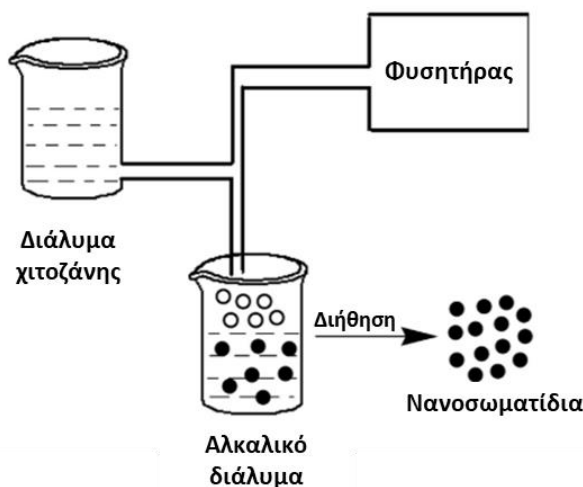 Φυσητήρας
Διάλυμα
χιτοζάνης
Διήθηση
Νανοσωματίδια
Αλκαλικό
διάλυμα